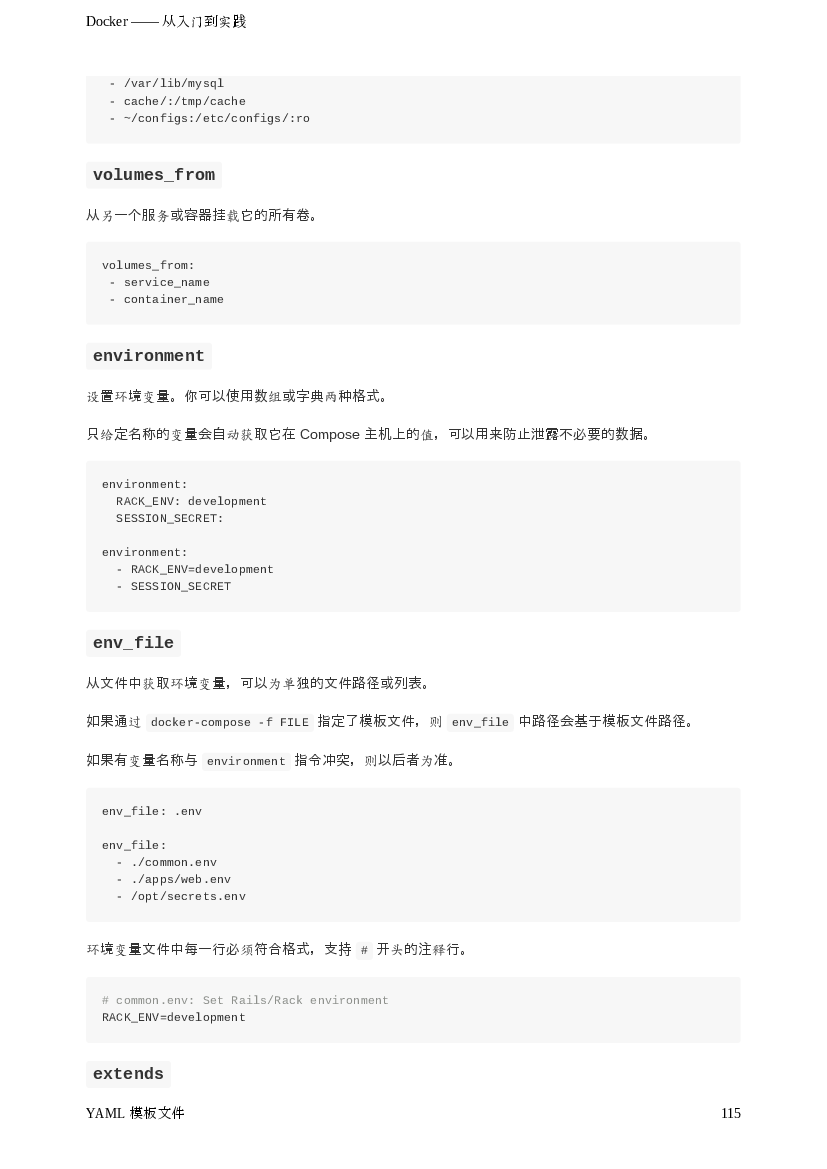 Docker —— 从入门到实践
- /var/lib/mysql
- cache/:/tmp/cache
- ~/configs:/etc/configs/:ro
volumes_from
从另一个服务或容器挂载它的所有卷。
volumes_from:
 - service_name
 - container_name
environment
设置环境变量。你可以使用数组或字典两种格式。
只给定名称的变量会自动获取它在 Compose 主机上的值，可以用来防止泄露不必要的数据。
environment:
  RACK_ENV: development
  SESSION_SECRET:
environment:
  - RACK_ENV=development
  - SESSION_SECRET
env_file
从文件中获取环境变量，可以为单独的文件路径或列表。
如果通过 docker-compose -f FILE 指定了模板文件，则 env_file 中路径会基于模板文件路径。
如果有变量名称与 environment 指令冲突，则以后者为准。
env_file: .env
env_file:
  - ./common.env
  - ./apps/web.env
  - /opt/secrets.env
环境变量文件中每一行必须符合格式，支持 # 开头的注释行。
# common.env: Set Rails/Rack environment
RACK_ENV=development
extends
YAML 模板文件 115